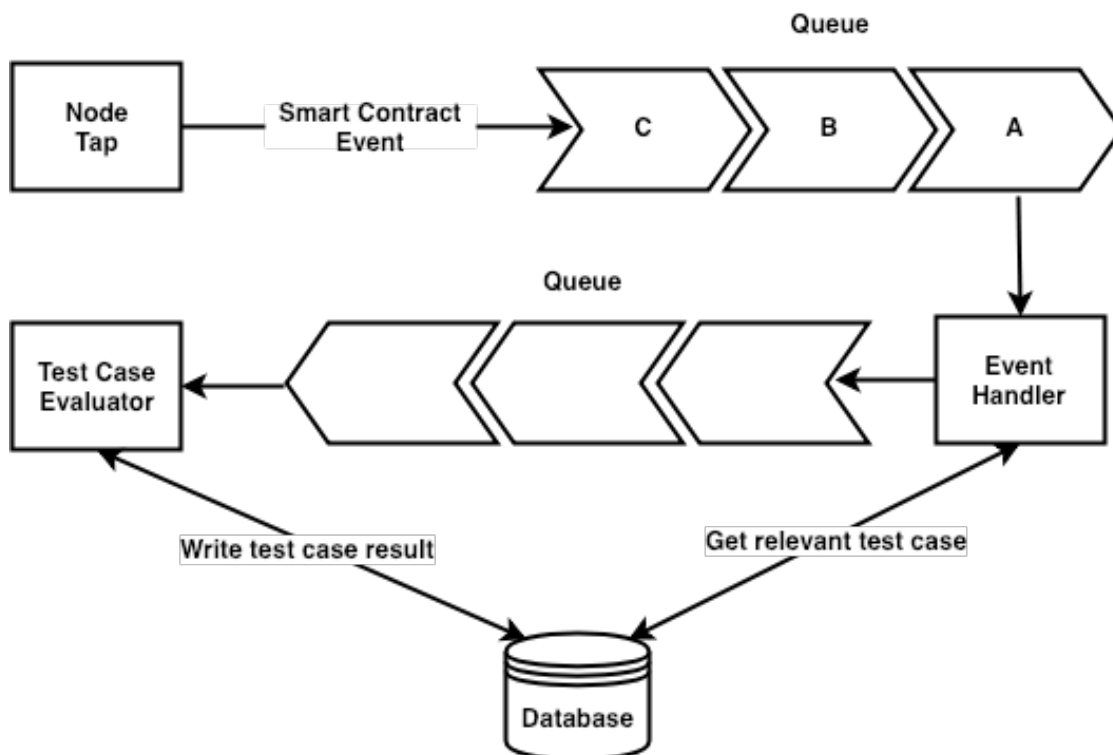 Queue
Node
Tap
Smart Contract
Event
C
B
A
Queue
Test Case
Evaluator
Event
Handler
Write test case result
Get relevant test case
Database